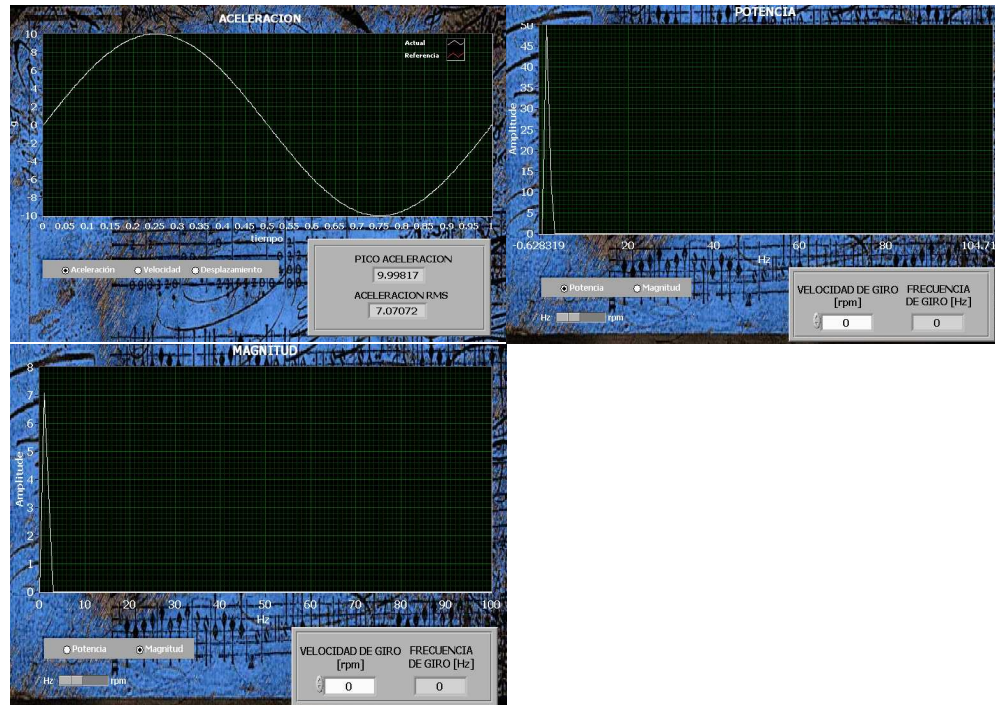 ACELERACION
10
8
6
4
2
0
-2
-4
-6
-8
-10
g
Actual
Referencia
0 0.05 0.1 0.15 0.2 0.25 0.3 0.35 0.4 0.45 0.5 0.55 0.6 0.65 0.7 0.75 0.8 0.85 0.9 0.95 1
tiempo
Aceleración Velocidad Desplazamiento
PICO ACELERACION
9.99817
ACELERACION RMS
7.07072
POTENCIA
50
45
40
35
30
25
20
15
10
5
0
Amplitude
-0.628319 20 40 60 80 104.71
Hz
Potencia Magnitud
Hz rpm
VELOCIDAD DE GIRO [rpm]
0
FRECUENCIA DE GIRO [Hz]
0
MAGNITUD
8
7
6
5
4
3
2
1
0
Amplitude
0 10 20 30 40 50 60 70 80 90 100
Hz
Potencia Magnitud
Hz rpm
VELOCIDAD DE GIRO [rpm]
0
FRECUENCIA DE GIRO [Hz]
0